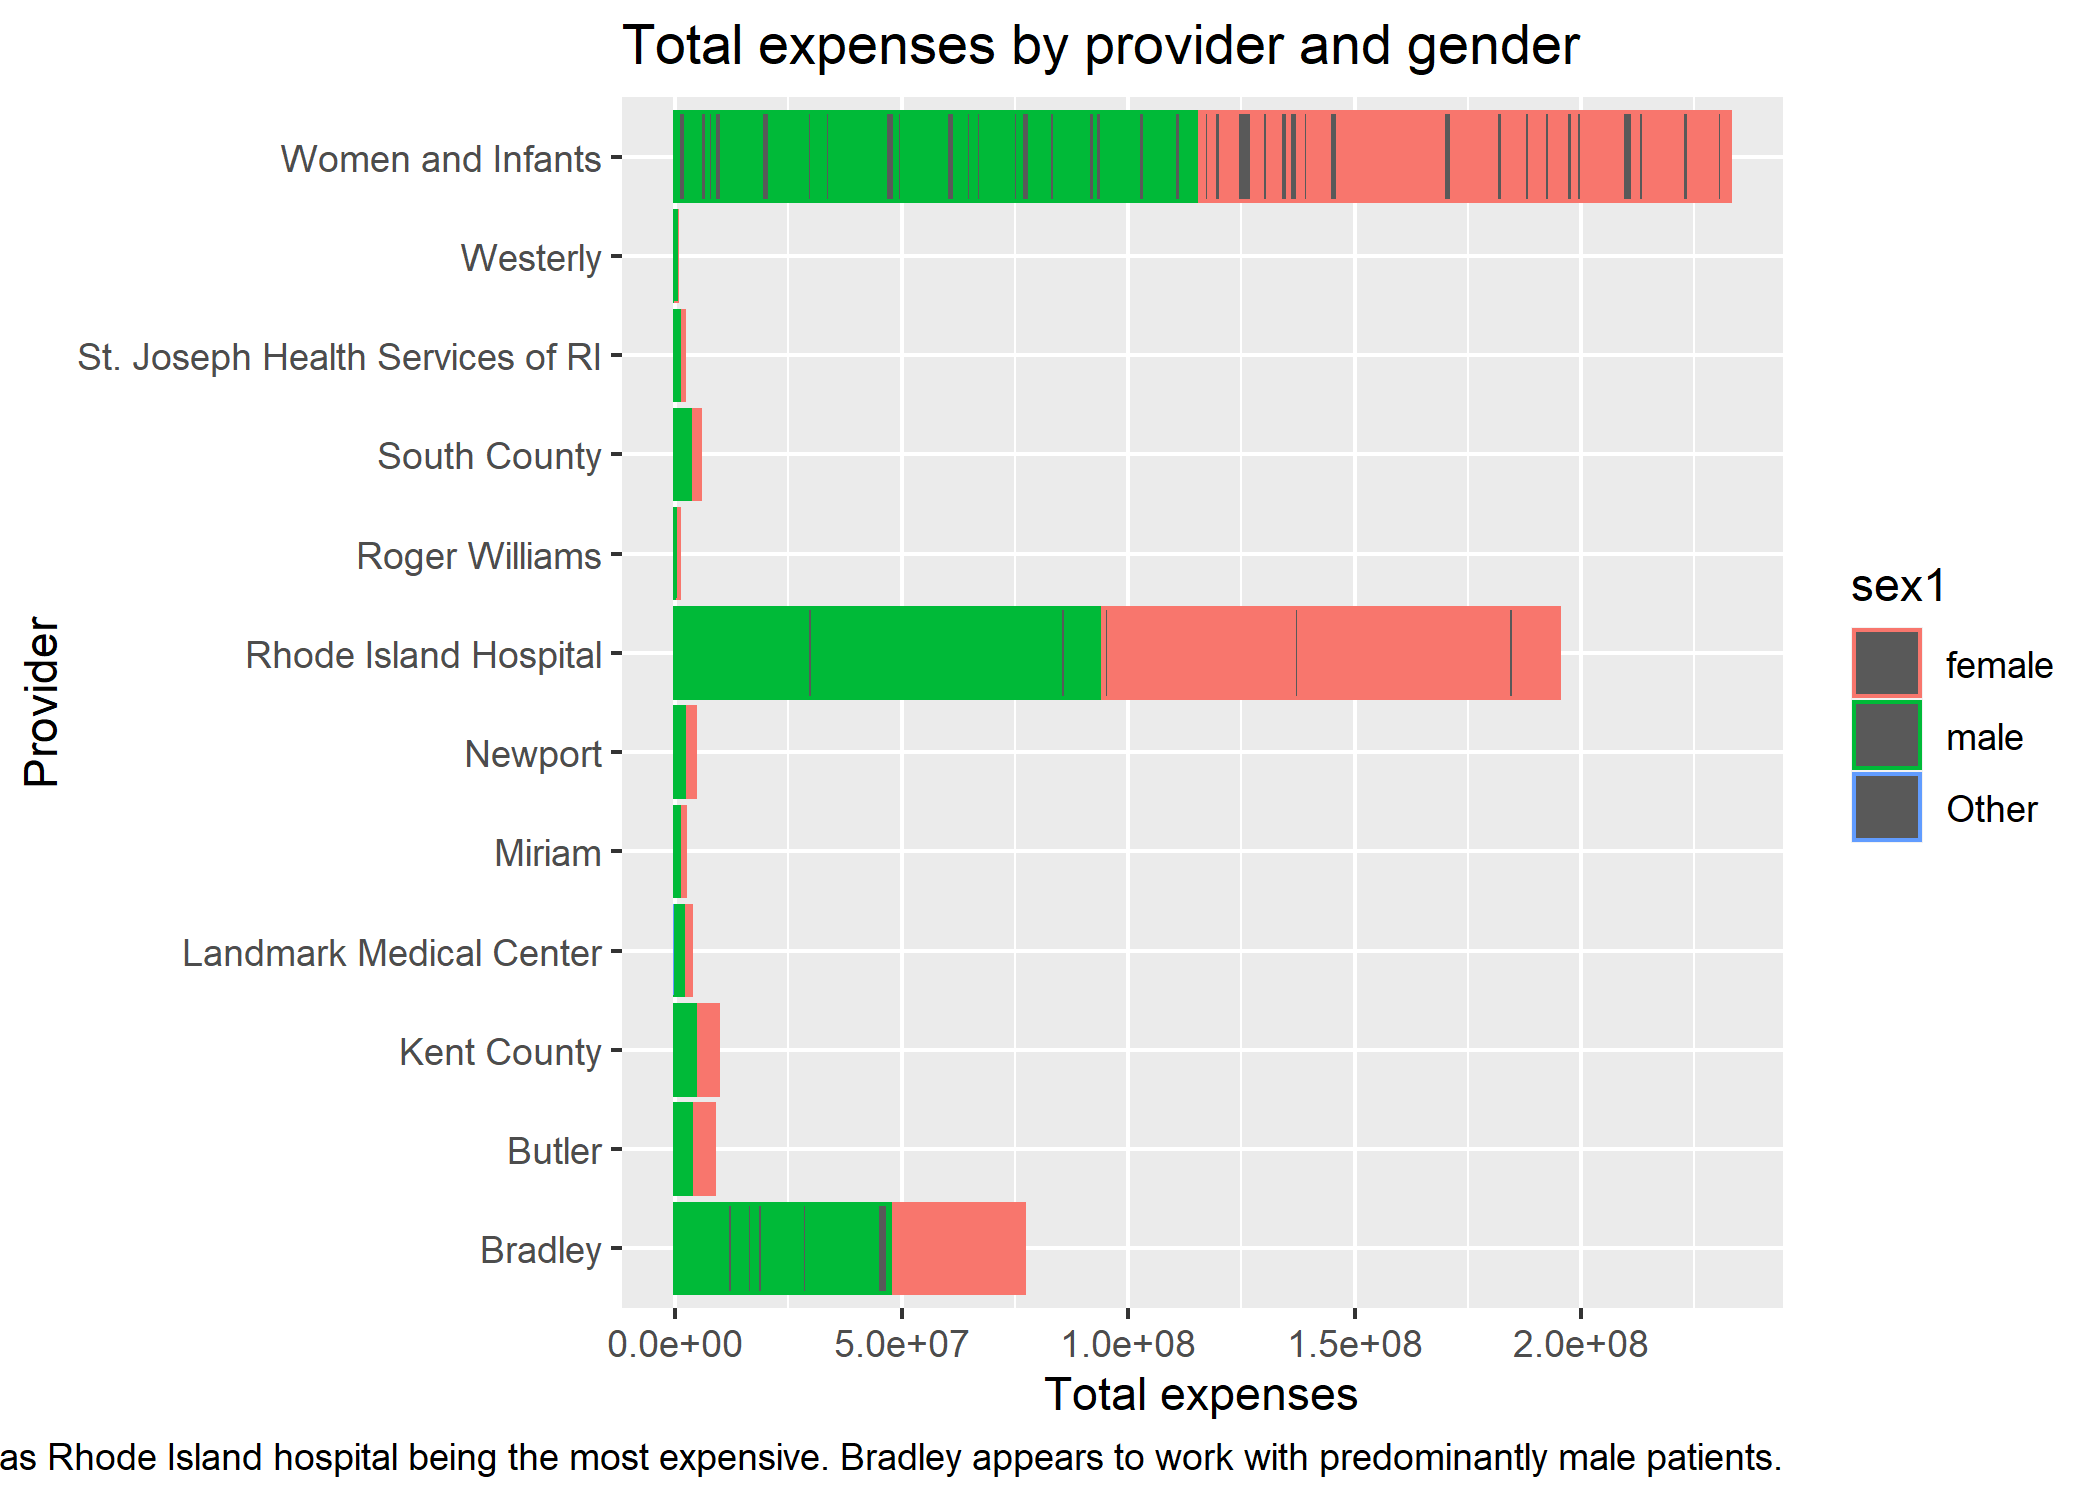 Total expenses by provider and gender
Women and Infants
Westerly
St. Joseph Health Services of RI
South County
Roger Williams
Rhode Island Hospital
Newport
Miriam
Landmark Medical Center
Kent County
Butler
Bradley
Provider
0.0e+00 5.0e+07 1.0e+08 1.5e+08 2.0e+08
Total expenses
sex1
female
male
Other
as Rhode Island hospital being the most expensive. Bradley appears to work with predominantly male patients.